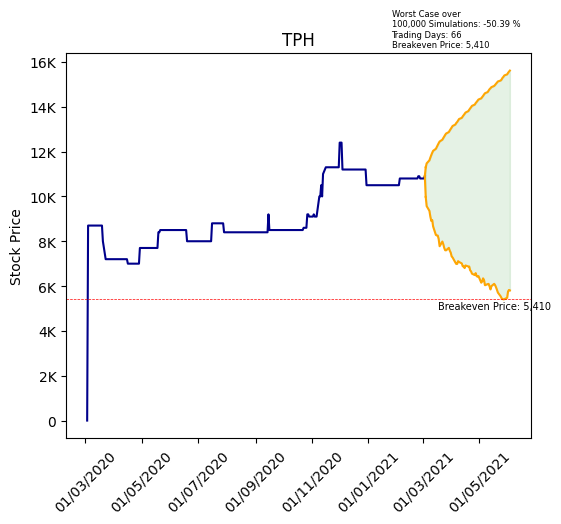 Worst Case over
100,000 Simulations: -50.39 %
Trading Days: 66
Breakeven Price: 5,410
TPH
Stock Price
16K
14K
12K
10K
8K
6K
4K
2K
0
Breakeven Price: 5,410
01/03/2020
01/05/2020
01/07/2020
01/09/2020
01/11/2020
01/01/2021
01/03/2021
01/05/2021